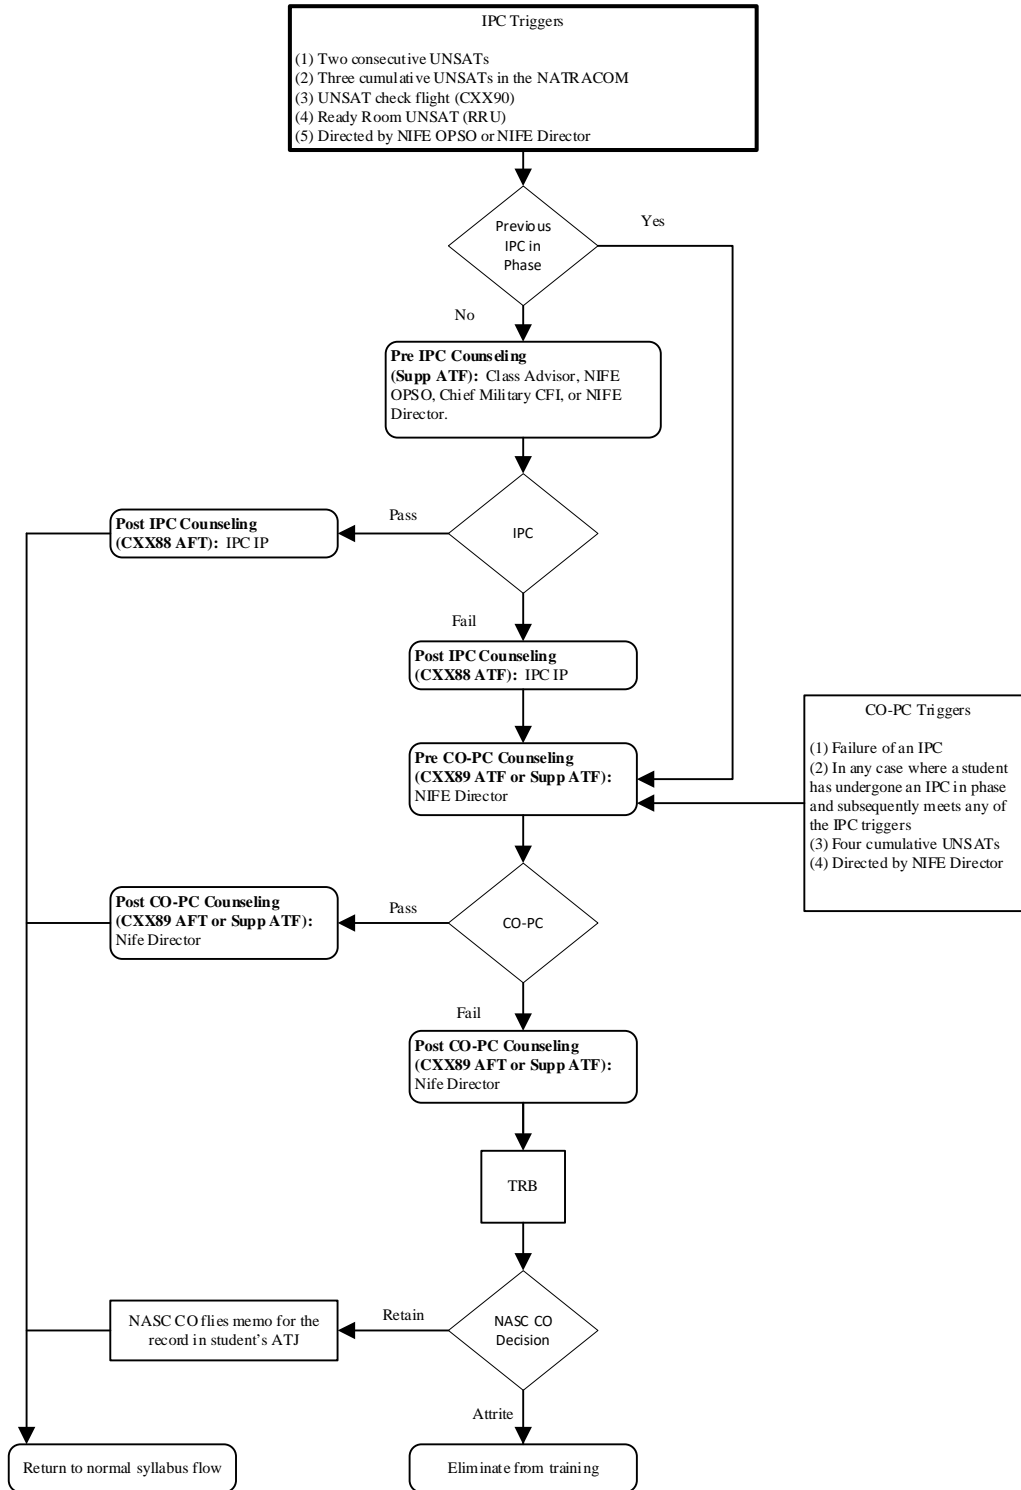 IPC Triggers
(1) Two consecutive UNSATs
(2) Three cumulative UNSATs in the NATRACOM
(3) UNSAT check flight (CXX90)
(4) Ready Room UNSAT (RRU)
(5) Directed by NIFE OPSO or NIFE Director
Previous
IPC in
Phase
Yes
No
Pre IPC Counseling
(Supp ATF): Class Advisor, NIFE
OPSO, Chief Military CFI, or NIFE
Director.
IPC
Pass
Post IPC Counseling
(CXX88 AFT): IPC IP
Fail
Post IPC Counseling
(CXX88 ATF): IPC IP
Pre CO-PC Counseling
(CXX89 ATF or Supp ATF):
NIFE Director
CO-PC Triggers
(1) Failure of an IPC
(2) In any case where a student
has undergone an IPC in phase
and subsequently meets any of
the IPC triggers
(3) Four cumulative UNSATs
(4) Directed by NIFE Director
CO-PC
Pass
Post CO-PC Counseling
(CXX89 AFT or Supp ATF):
Nife Director
Fail
Post CO-PC Counseling
(CXX89 AFT or Supp ATF):
Nife Director
TRB
NASC CO
Decision
Retain
NASC CO flies memo for the
record in student's ATJ
Attrite
Return to normal syllabus flow
Eliminate from training